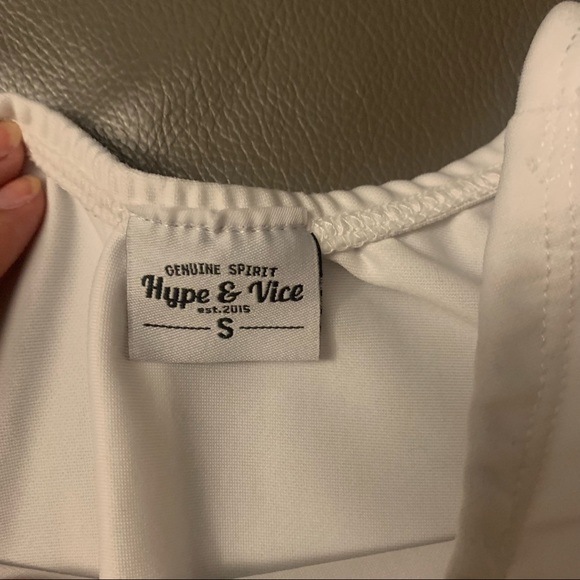 GENUINE SPIRIT
Hype & Vice
est.2015
S